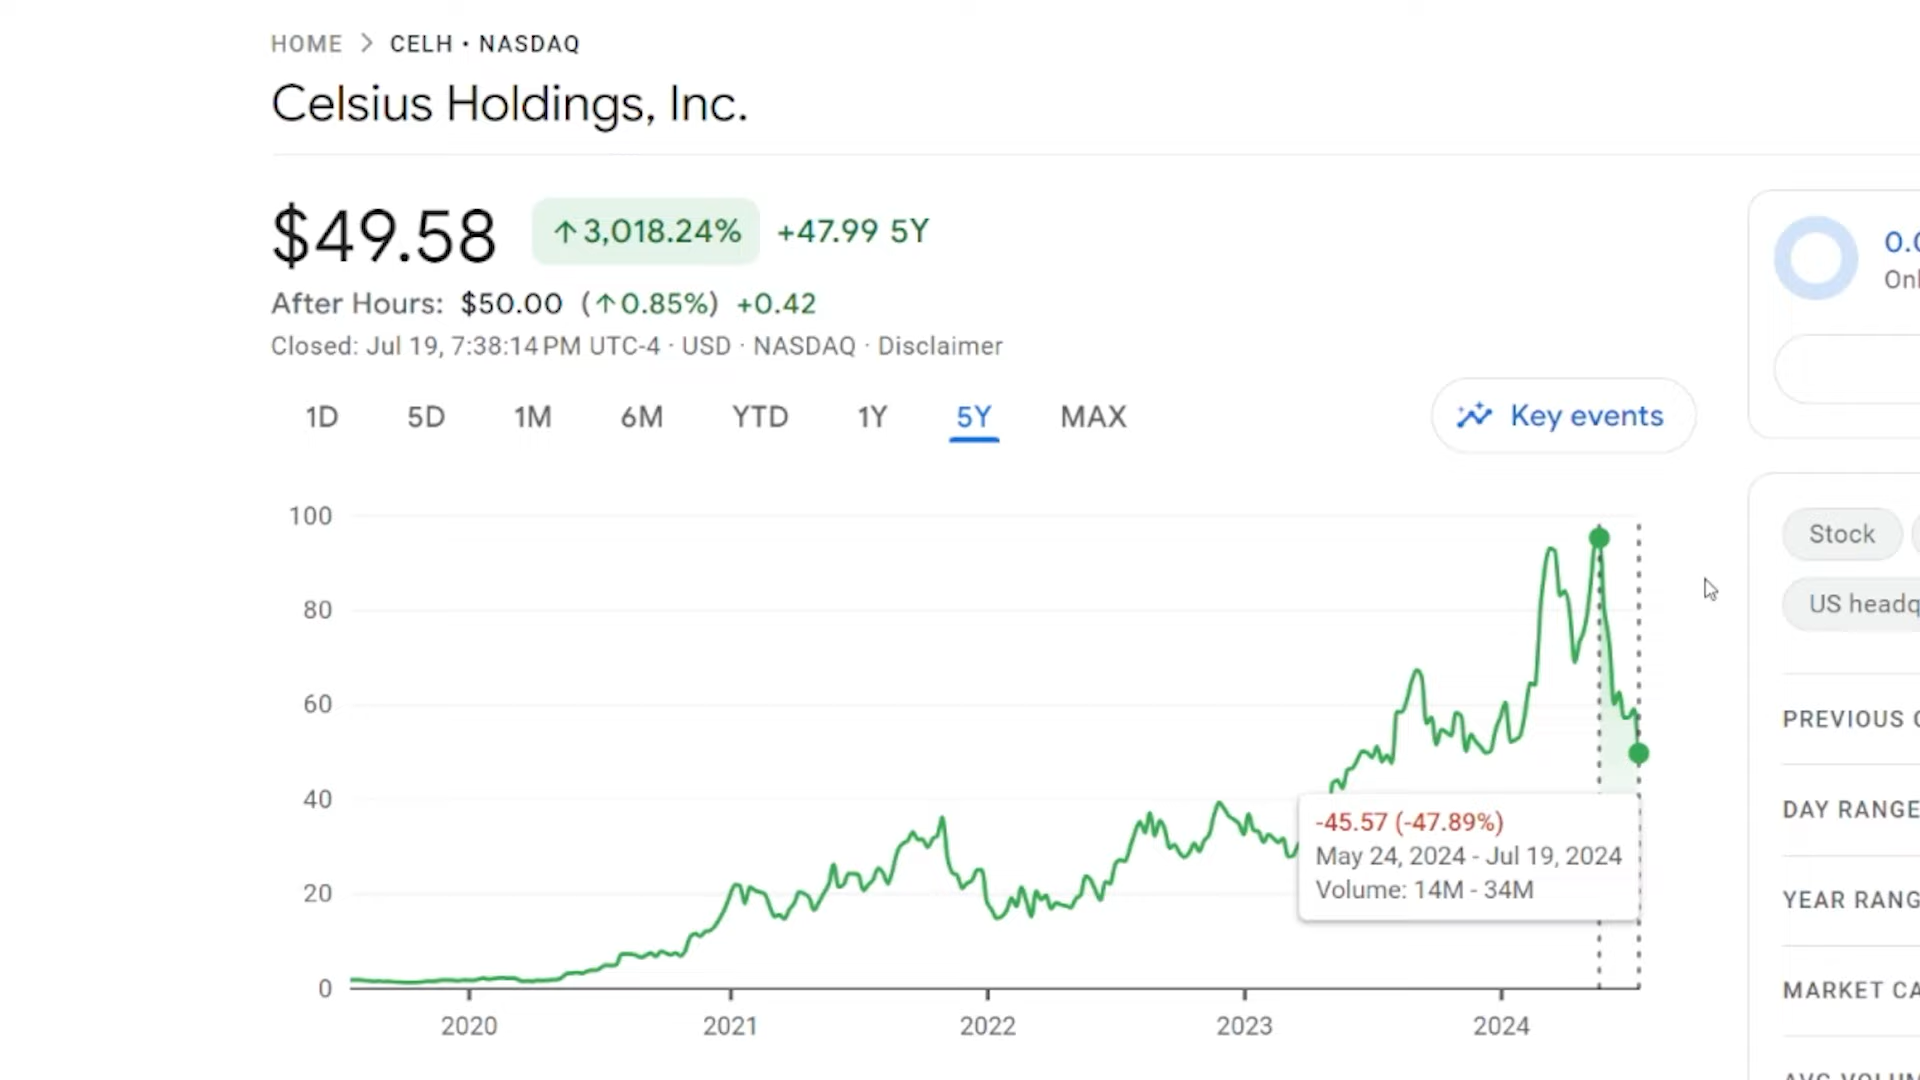 HOME > CELH • NASDAQ
Celsius Holdings, Inc.
$49.58 ↑3,018.24% +47.99 5Y
After Hours: $50.00 (↑0.85%) +0.42
Closed: Jul 19, 7:38:14 PM UTC-4 · USD · NASDAQ · Disclaimer
1D 5D 1M 6M YTD 1Y 5Y MAX
Key events
100
80
60
40
20
0
2020 2021 2022 2023 2024
-45.57 (-47.89%)
May 24, 2024 - Jul 19, 2024
Volume: 14M - 34M
Stock
US headq
PREVIOUS
DAY RANGE
YEAR RANG
MARKET CA